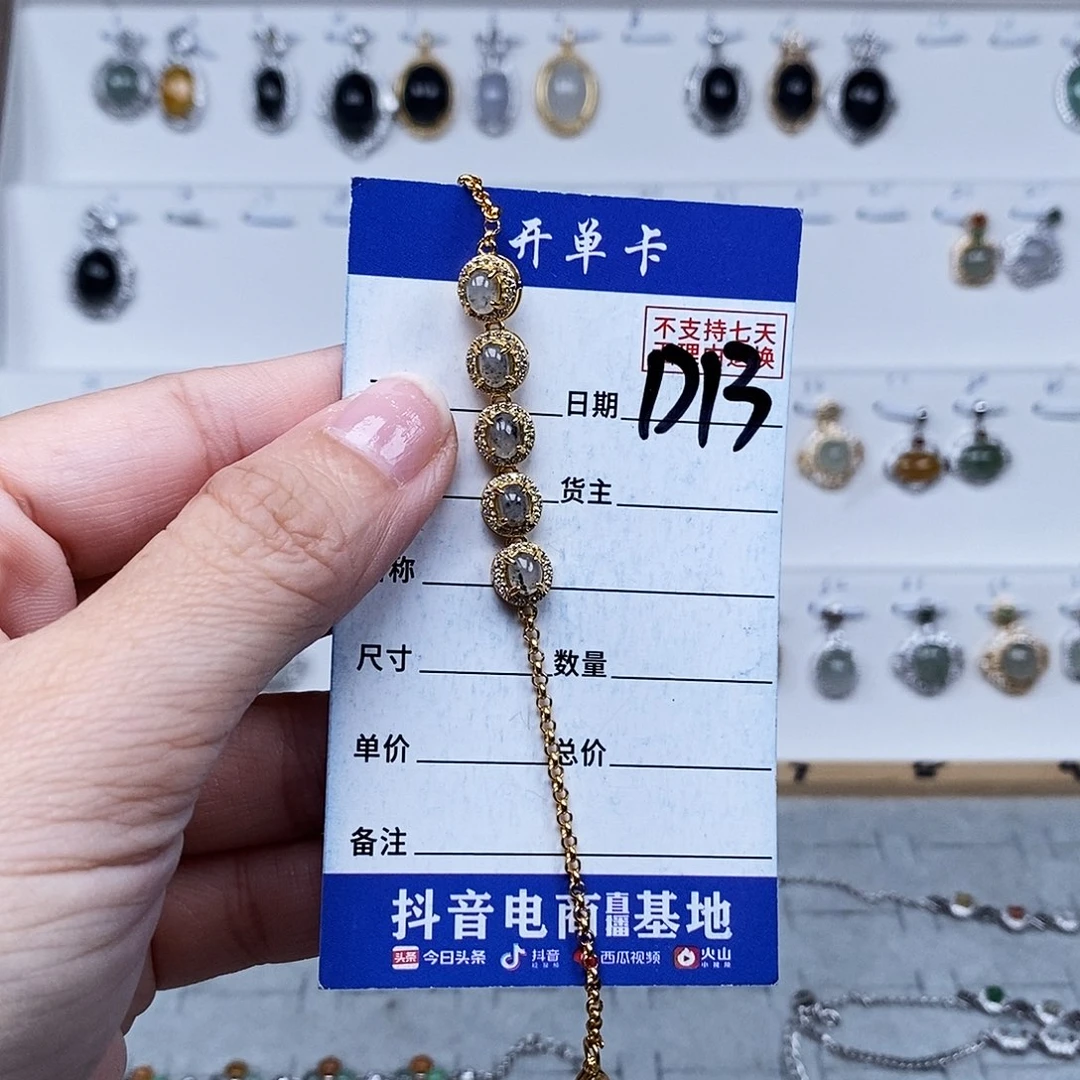 开单卡
不支持七天
日期 D13
货主
称
尺寸 数量
单价 总价
备注
抖音电商直播基地
头条 今日头条 抖音 西瓜视频 火山